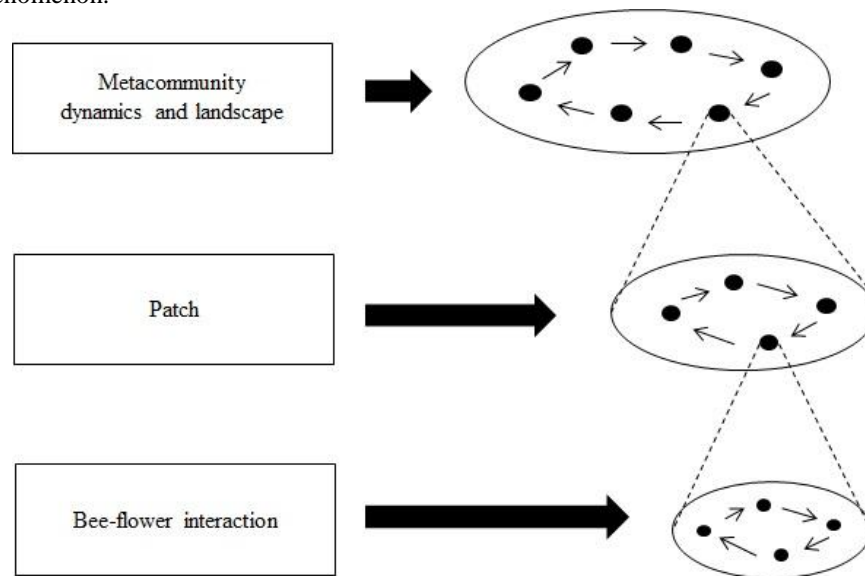 Metacommunity
dynamics and landscape
Patch
Bee-flower interaction